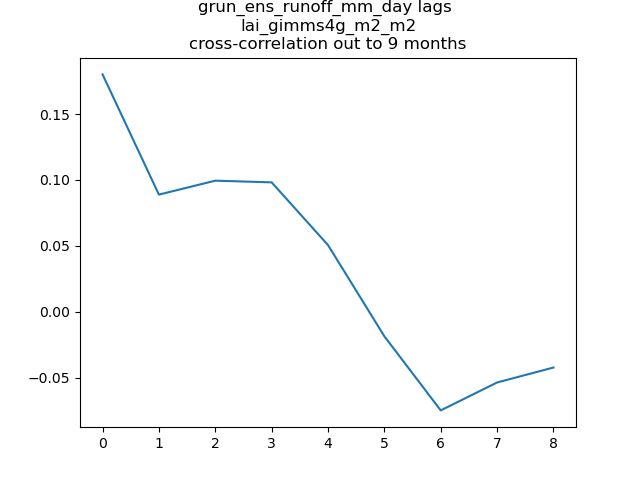 grun_ens_runoff_mm_day lags
lai_gimms4g_m2_m2
cross-correlation out to 9 months
0.15
0.10
0.05
0.00
−0.05
0 1 2 3 4 5 6 7 8